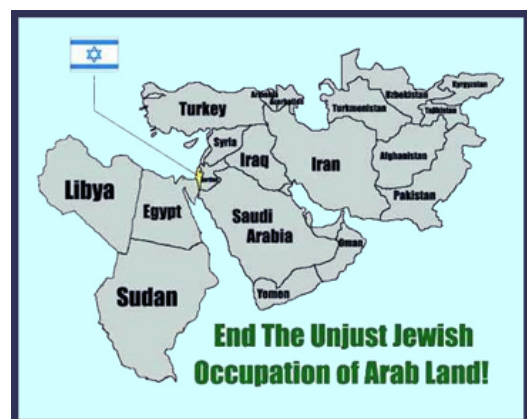 Turkey
Armenia
Azerbaijan
Uzbekistan
Kyrgyzstan
Turkmenistan
Tajikistan
Syria
Iraq
Iran
Afghanistan
Pakistan
Libya
Egypt
Saudi
Arabia
Oman
Sudan
Yemen
End The Unjust Jewish
Occupation of Arab Land!